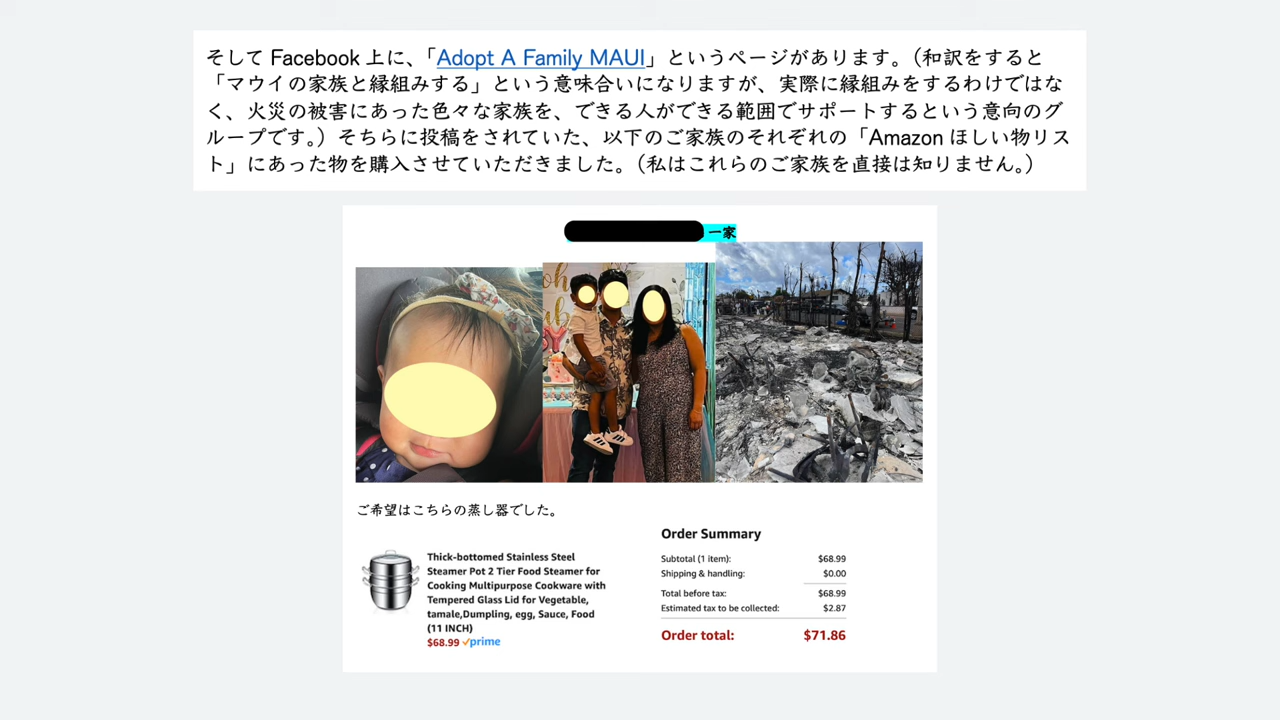 そして Facebook 上に、「Adopt A Family MAUI」というページがあります。（和訳をすると
「マウイの家族と縁組みする」という意味合いになりますが、実際に縁組みをするわけではな
く、火災の被害にあった色々な家族を、できる人ができる範囲でサポートするという意向のグ
ループです。）そちらに投稿をされていた、以下のご家族のそれぞれの「Amazon ほしい物リス
ト」にあった物を購入させていただきました。（私はこれらのご家族を直接は知りません。）
一家
ご希望はこちらの蒸し器でした。
Thick-bottomed Stainless Steel
Steamer Pot 2 Tier Food Steamer for
Cooking Multipurpose Cookware with
Tempered Glass Lid for Vegetable,
tamale,Dumpling, egg, Sauce, Food
(11 INCH)
$68.99 prime
Order Summary
Subtotal (1 item): $68.99
Shipping & handling: $0.00
Total before tax: $68.99
Estimated tax to be collected: $2.87
Order total: $71.86